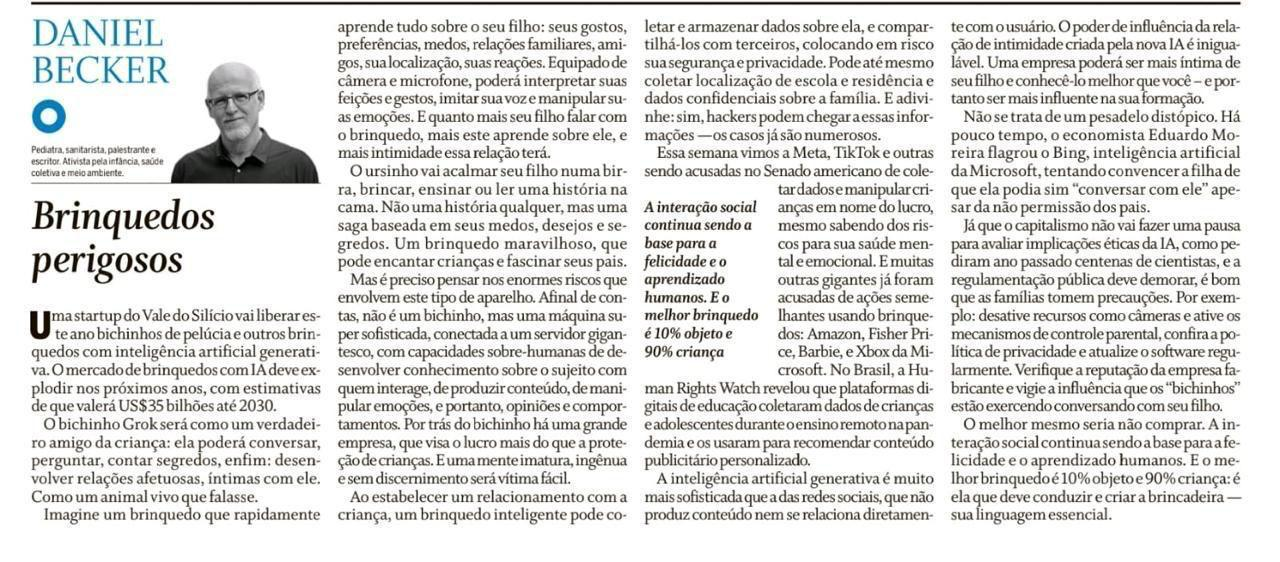 DANIEL
BECKER
Pediatra, sanitarista, palestrante e
escritor. Ativista pela infância, saúde
coletiva e meio ambiente.
Brinquedos
perigosos
Uma startup do Vale do Silício vai liberar es-
te ano bichinhos de pelúcia e outros brin-
quedos com inteligência artificial generati-
va. O mercado de brinquedos com IA deve ex-
plodir nos próximos anos, com estimativas
de que valerá US$ 35 bilhões até 2030.
O bichinho Grok será como um verdadei-
ro amigo da criança: ela poderá conversar,
perguntar, contar segredos, enfim: desen-
volver relações afetuosas, íntimas com ele.
Como um animal vivo que falasse.
Imagine um brinquedo que rapidamente
aprende tudo sobre o seu filho: seus gostos,
preferências, medos, relações familiares, ami-
gos, sua localização, suas reações. Equipado de
câmera e microfone, poderá interpretar suas
feições e gestos, imitar sua voz e manipular su-
as emoções. E quanto mais seu filho falar com
o brinquedo, mais este aprende sobre ele, e
mais intimidade essa relação terá.
O ursinho vai acalmar seu filho numa bir-
ra, brincar, ensinar ou ler uma história na
cama. Não uma história qualquer, mas uma
saga baseada em seus medos, desejos e se-
gredos. Um brinquedo maravilhoso, que
pode encantar crianças e fascinar seus pais.
Mas é preciso pensar nos enormes riscos que
envolvem este tipo de aparelho. Afinal de con-
tas, não é um bichinho, mas uma máquina su-
per sofisticada, conectada a um servidor gigan-
tesco, com capacidades sobre-humanas de de-
senvolver conhecimento sobre o sujeito com
quem interage, de produzir conteúdo, de mani-
pular emoções, e portanto, opiniões e compor-
tamentos. Por trás do bichinho há uma grande
empresa, que visa o lucro mais do que a prote-
ção de crianças. E uma mente imatura, ingênua
e sem discernimento será vítima fácil.
Ao estabelecer um relacionamento com a
criança, um brinquedo inteligente pode co-
letar e armazenar dados sobre ela, e compar-
tilhá-los com terceiros, colocando em risco
sua segurança e privacidade. Pode até mesmo
coletar localização de escola e residência e
dados confidenciais sobre a família. E adivi-
nhe: sim, hackers podem chegar a essas infor-
mações —os casos já são numerosos.
Essa semana vimos a Meta, TikTok e outras
sendo acusadas no Senado americano de cole-
tar dados e manipular cri-
anças em nome do lucro,
mesmo sabendo dos ris-
cos para sua saúde men-
tal e emocional. E muitas
outras gigantes já foram
acusadas de ações seme-
lhantes usando brinque-
dos: Amazon, Fisher Pri-
ce, Barbie, e Xbox da Mi-
crosoft. No Brasil, a Hu-
man Rights Watch revelou que plataformas di-
gitais de educação coletaram dados de crianças
e adolescentes durante o ensino remoto na pan-
demia e os usaram para recomendar conteúdo
publicitário personalizado.
A inteligência artificial generativa é muito
mais sofisticada que a das redes sociais, que não
produz conteúdo nem se relaciona diretamen-
A interação social
continua sendo a
base para a
felicidade e o
aprendizado
humanos. E o
melhor brinquedo
é 10% objeto e
90% criança
te com o usuário. O poder de influência da rela-
ção de intimidade criada pela nova IA é inigua-
lável. Uma empresa poderá ser mais íntima de
seu filho e conhecê-lo melhor que você – e por-
tanto ser mais influente na sua formação.
Não se trata de um pesadelo distópico. Há
pouco tempo, o economista Eduardo Mo-
reira flagrou o Bing, inteligência artificial
da Microsoft, tentando convencer a filha de
que ela podia sim “conversar com ele” ape-
sar da não permissão dos pais.
Já que o capitalismo não vai fazer uma pausa
para avaliar implicações éticas da IA, como pe-
diram ano passado centenas de cientistas, e a
regulamentação pública deve demorar, é bom
que as famílias tomem precauções. Por exem-
plo: desative recursos como câmeras e ative os
mecanismos de controle parental, confira a po-
lítica de privacidade e atualize o software regu-
larmente. Verifique a reputação da empresa fa-
bricante e vigie a influência que os “bichinhos”
estão exercendo conversando com seu filho.
O melhor mesmo seria não comprar. A in-
teração social continua sendo a base para a fe-
licidade e o aprendizado humanos. E o me-
lhor brinquedo é 10% objeto e 90% criança: é
ela que deve conduzir e criar a brincadeira —
sua linguagem essencial.